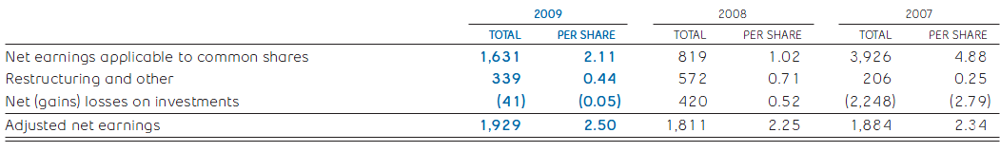 2009 2008 2007
TOTAL PER SHARE TOTAL PER SHARE TOTAL PER SHARE
Net earnings applicable to common shares 1,631 2.11 819 1.02 3,926 4.88
Restructuring and other 339 0.44 572 0.71 206 0.25
Net (gains) losses on investments (41) (0.05) 420 0.52 (2,248) (2.79)
Adjusted net earnings 1,929 2.50 1,811 2.25 1,884 2.34